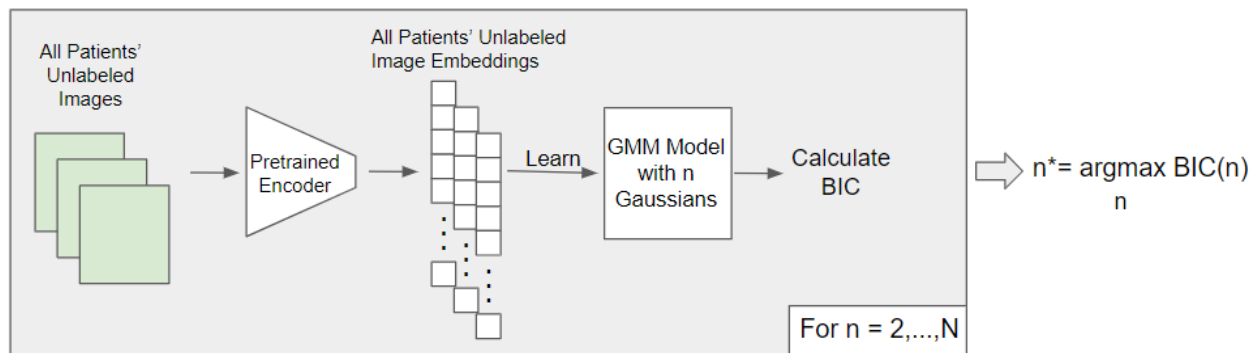 All Patients'
Unlabeled
Images
Pretrained
Encoder
All Patients' Unlabeled
Image Embeddings
Learn
GMM Model
with n
Gaussians
Calculate
BIC
For n = 2,...,N
n*= argmax BIC(n)
n